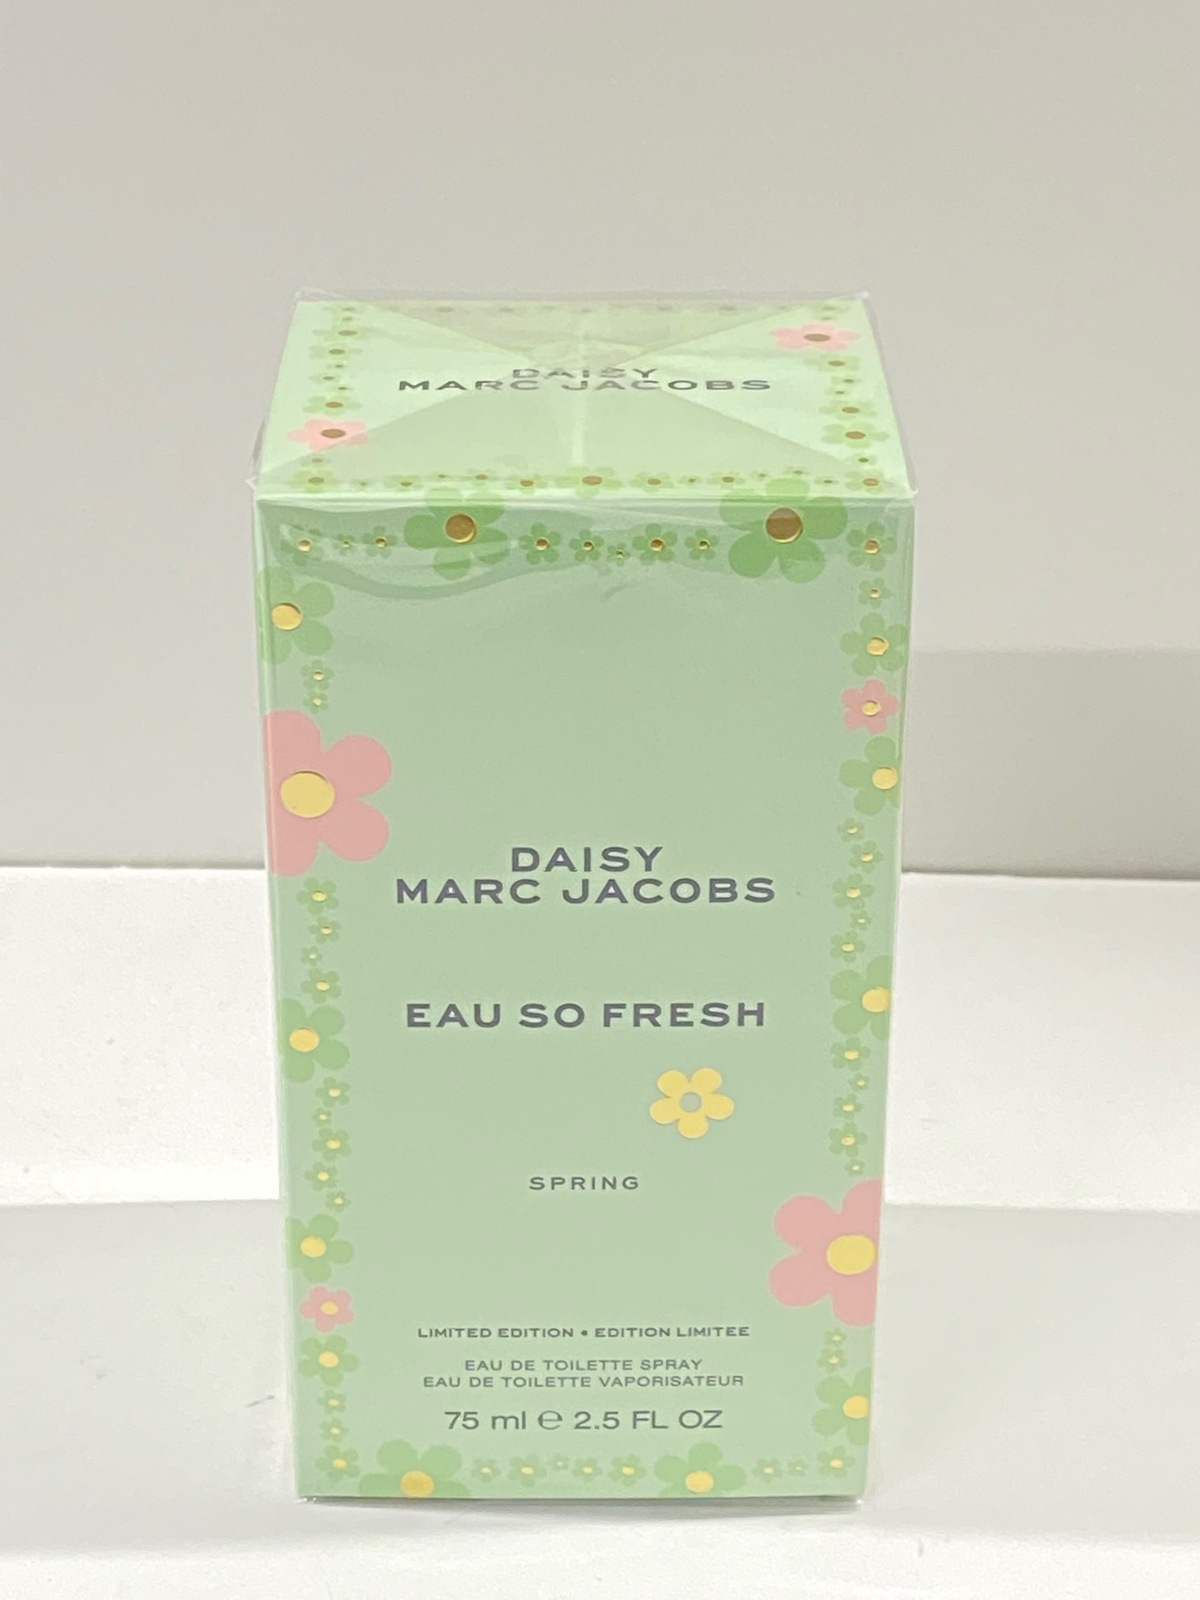 DAISY
MARC JACOBS
DAISY
MARC JACOBS
EAU SO FRESH
SPRING
LIMITED EDITION • EDITION LIMITEE
EAU DE TOILETTE SPRAY
EAU DE TOILETTE VAPORISATEUR
75 ml ℮ 2.5 FL OZ